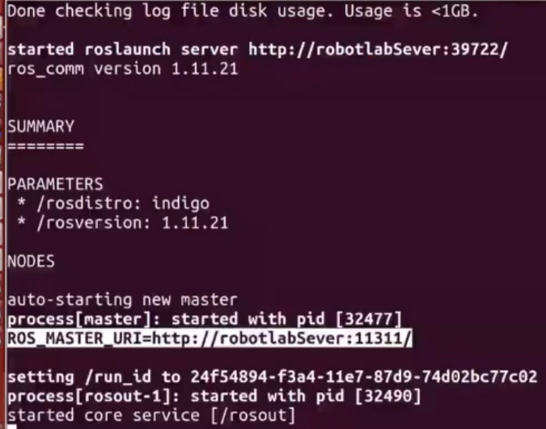 Done checking log file disk usage. Usage is <1GB.
started roslaunch server http://robotlabSever:39722/
ros_comm version 1.11.21
SUMMARY
========
PARAMETERS
* /rosdistro: indigo
* /rosversion: 1.11.21
NODES
auto-starting new master
process[master]: started with pid [32477]
ROS_MASTER_URI=http://robotlabSever:11311/
setting /run_id to 24f54894-f3a4-11e7-87d9-74d02bc77c02
process[rosout-1]: started with pid [32490]
started core service [/rosout]